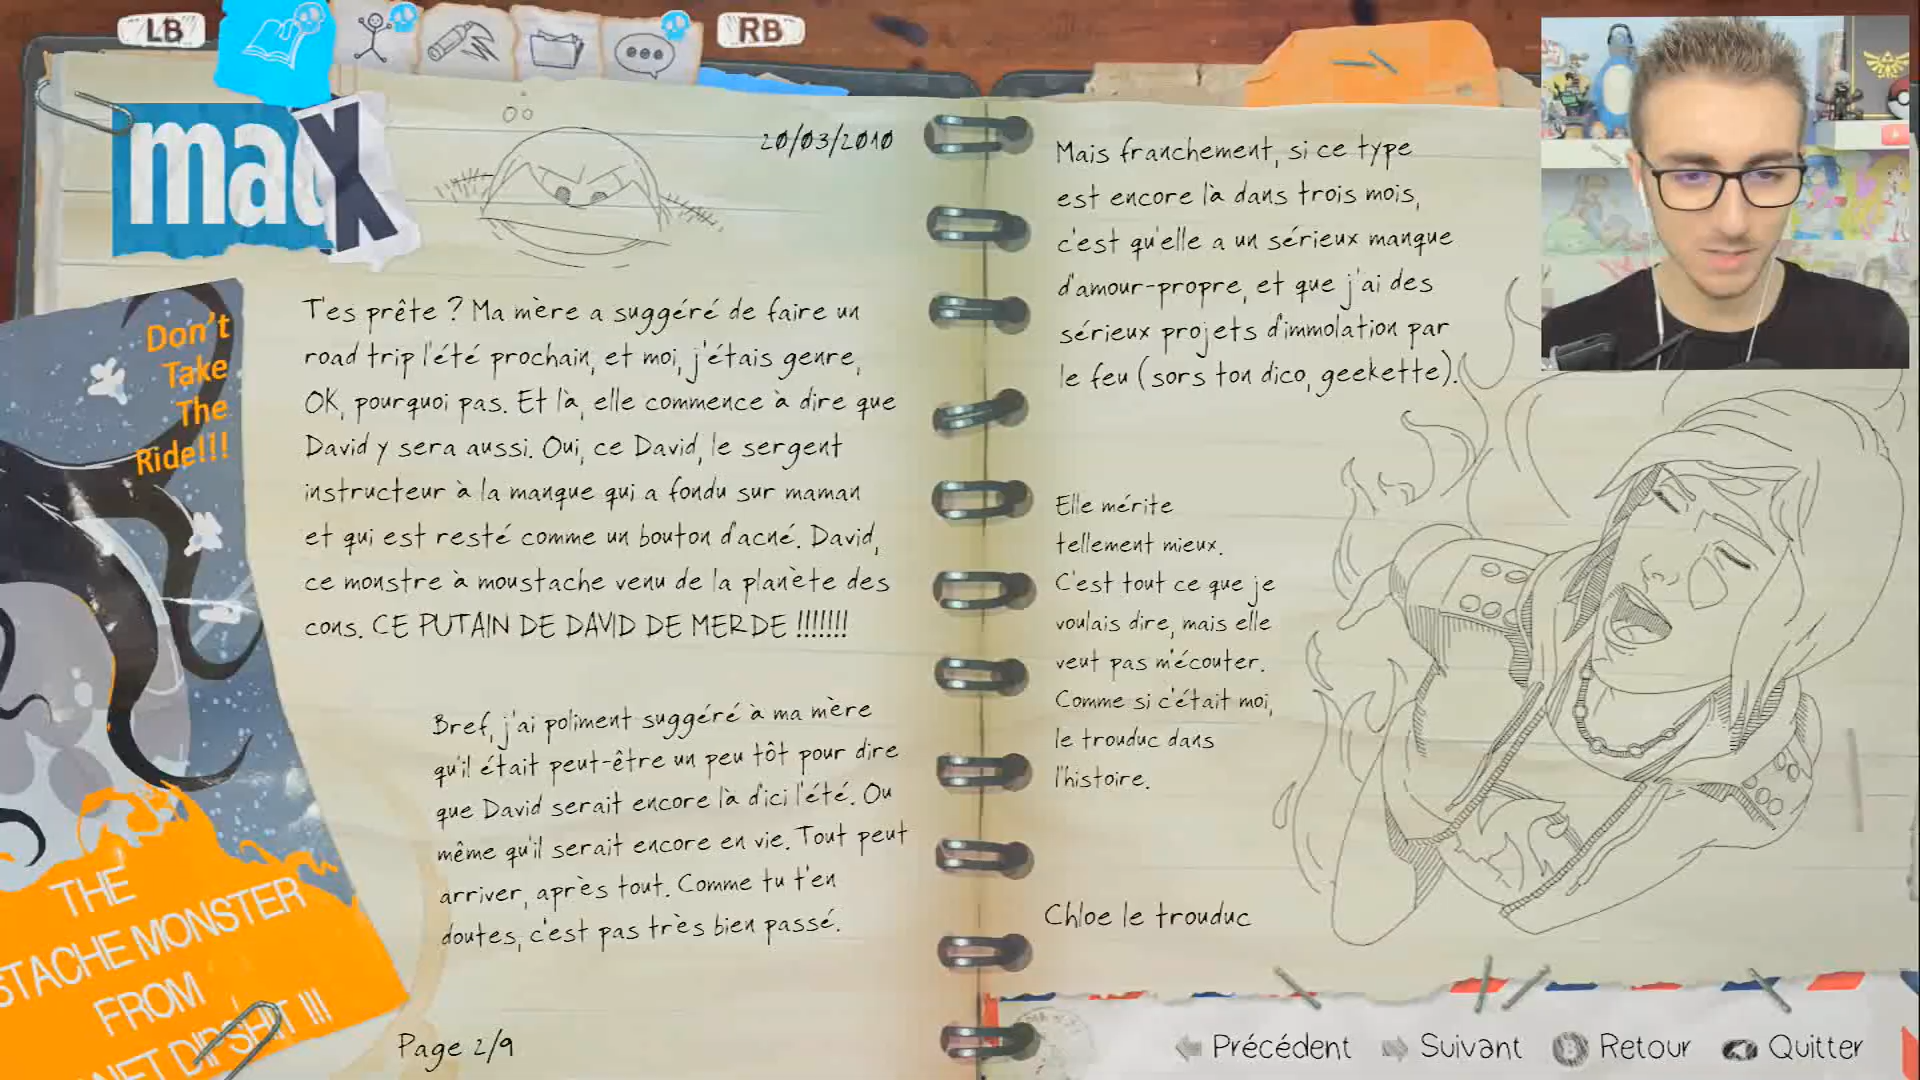 LB
RB
maX
20/03/2010
Don't
Take
The
Ride!!!
T'es prête ? Ma mère a suggéré de faire un
road trip l'été prochain, et moi, j'étais genre,
OK, pourquoi pas. Et là, elle commence à dire que
David y sera aussi. Oui, ce David, le sergent
instructeur à la manque qui a fondu sur maman
et qui est resté comme un bouton d'acné. David,
ce monstre à moustache venu de la planète des
cons. CE PUTAIN DE DAVID DE MERDE !!!!!!!
Bref, j'ai poliment suggéré à ma mère
qu'il était peut-être un peu tôt pour dire
que David serait encore là d'ici l'été. Ou
même qu'il serait encore en vie. Tout peut
arriver, après tout. Comme tu t'en
doutes, c'est pas très bien passé.
THE
STACHE MONSTER
FROM
NET DIPSHIT !!!
Page 2/9
Mais franchement, si ce type
est encore là dans trois mois,
c'est qu'elle a un sérieux manque
d'amour-propre, et que j'ai des
sérieux projets d'immolation par
le feu (sors ton dico, geekette).
Elle mérite
tellement mieux.
C'est tout ce que je
voulais dire, mais elle
veut pas m'écouter.
Comme si c'était moi,
le trouduc dans
l'histoire.
Chloe le trouduc
Précédent
Suivant
B Retour
Quitter